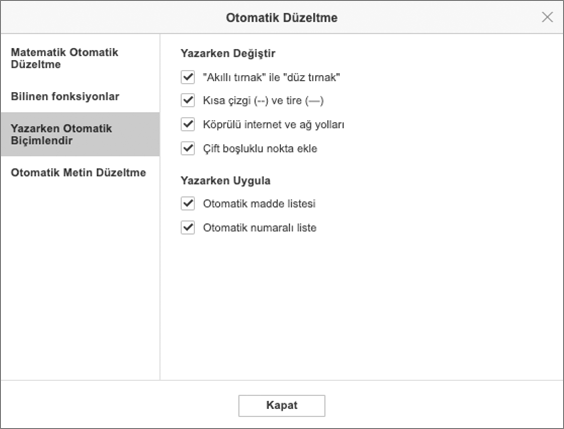 Otomatik Düzeltme
Matematik Otomatik
Düzeltme
Bilinen fonksiyonlar
Yazarken Otomatik
Biçimlendir
Otomatik Metin Düzeltme
Yazarken Değiştir
"Akıllı tırnak" ile "düz tırnak"
Kısa çizgi (--) ve tire (—)
Köprülü internet ve ağ yolları
Çift boşluklu nokta ekle
Yazarken Uygula
Otomatik madde listesi
Otomatik numaralı liste
Kapat